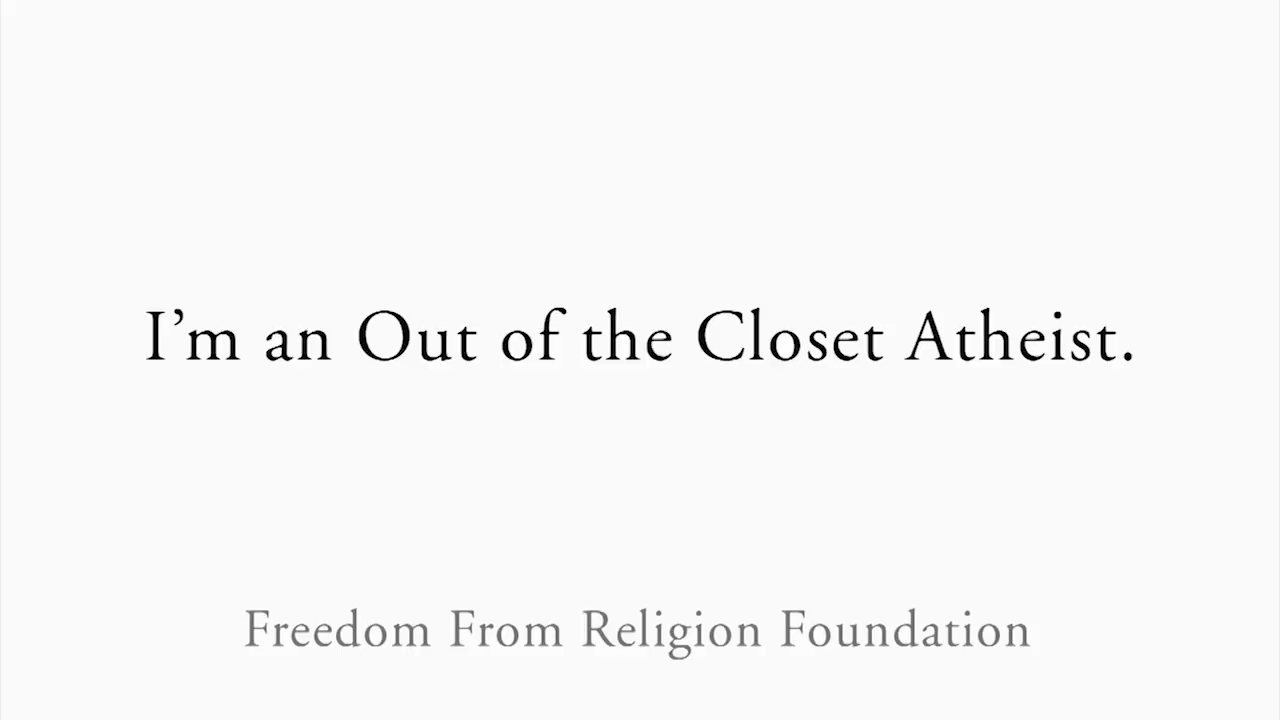 I’m an Out of the Closet Atheist.
Freedom From Religion Foundation